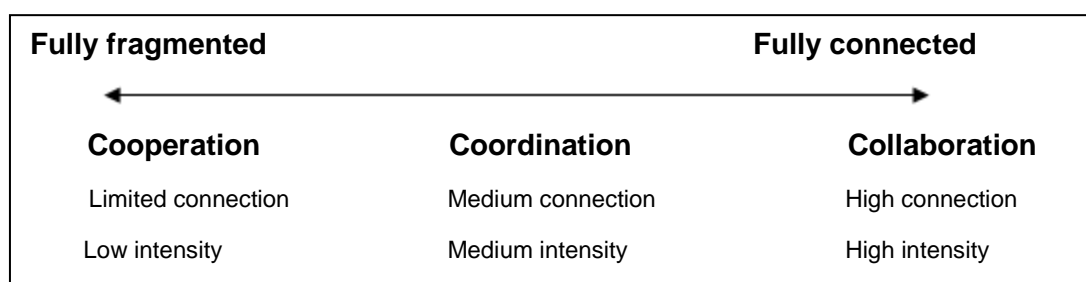 Fully fragmented Fully connected
Cooperation Coordination Collaboration
Limited connection Medium connection High connection
Low intensity Medium intensity High intensity